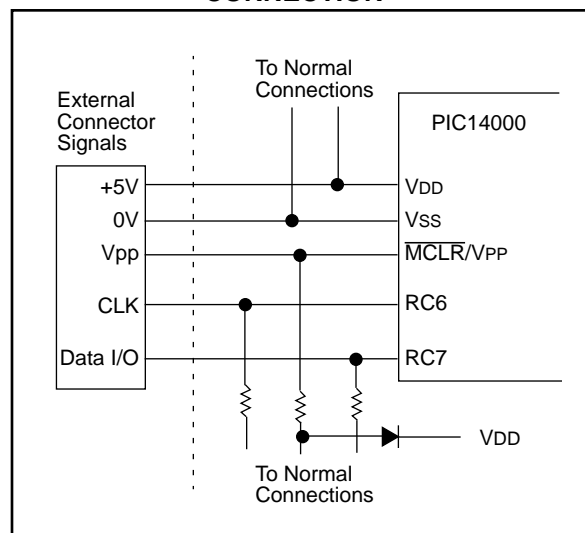 CONNECTION
To Normal
Connections
External
Connector
Signals
PIC14000
+5V
VDD
0V
VSS
Vpp
MCLR/VPP
CLK
RC6
Data I/O
RC7
VDD
To Normal
Connections